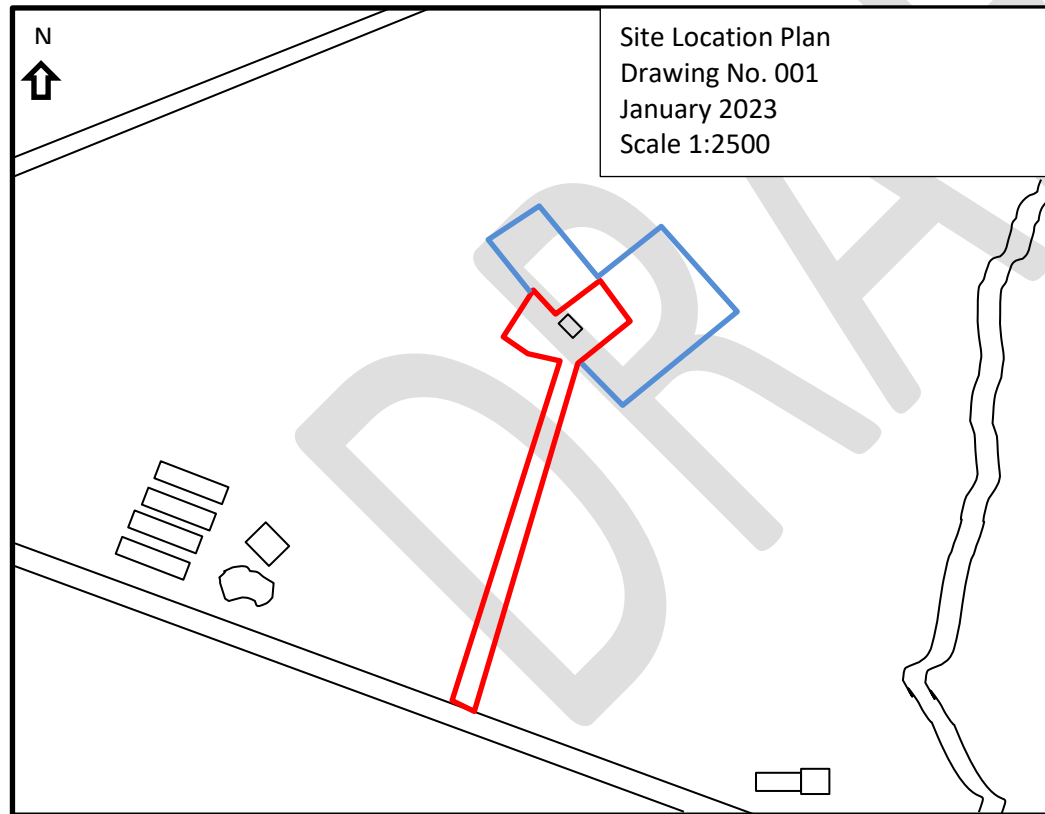 N
Site Location Plan
Drawing No. 001
January 2023
Scale 1:2500
DRA